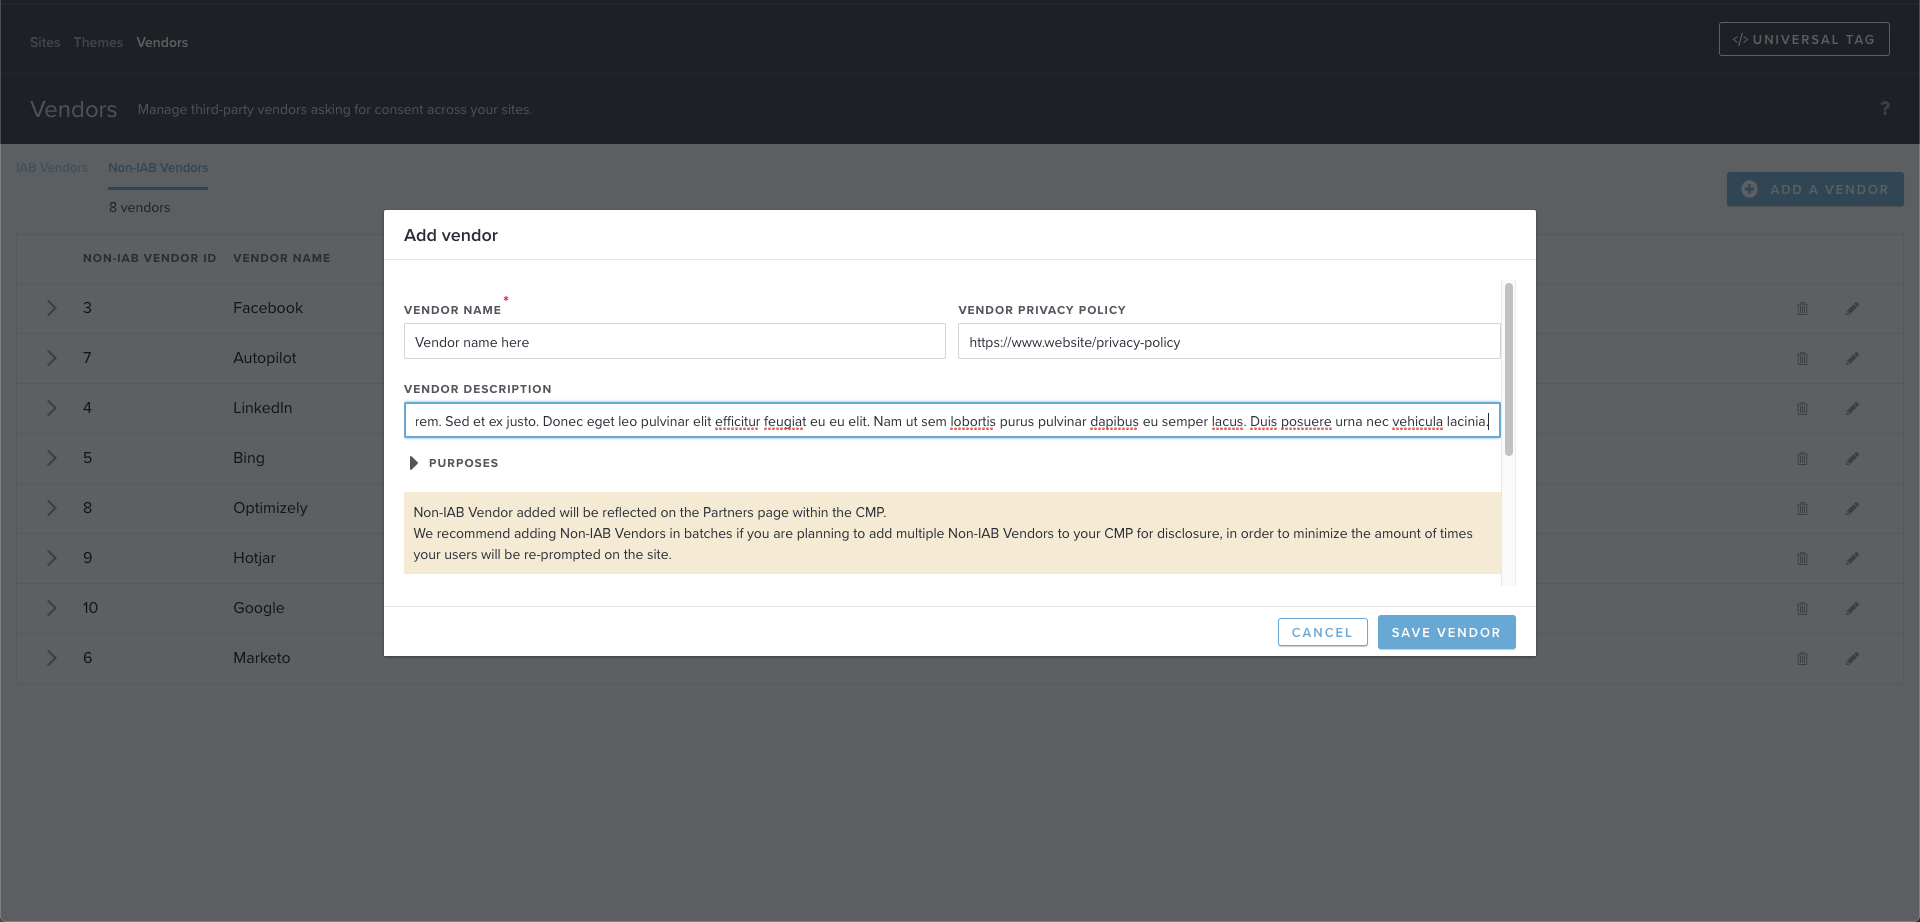 Sites Themes Vendors
</> UNIVERSAL TAG
Vendors Manage third-party vendors asking for consent across your sites. ?
IAB Vendors Non-IAB Vendors
8 vendors
ADD A VENDOR
NON-IAB VENDOR ID VENDOR NAME
3 Facebook
7 Autopilot
4 LinkedIn
5 Bing
8 Optimizely
9 Hotjar
10 Google
6 Marketo
Add vendor
VENDOR NAME *
Vendor name here
VENDOR PRIVACY POLICY
https://www.website/privacy-policy
VENDOR DESCRIPTION
rem. Sed et ex justo. Donec eget leo pulvinar elit efficitur feugiat eu eu elit. Nam ut sem lobortis purus pulvinar dapibus eu semper lacus. Duis posuere urna nec vehicula lacinia.
PURPOSES
Non-IAB Vendor added will be reflected on the Partners page within the CMP.
We recommend adding Non-IAB Vendors in batches if you are planning to add multiple Non-IAB Vendors to your CMP for disclosure, in order to minimize the amount of times
your users will be re-prompted on the site.
CANCEL SAVE VENDOR